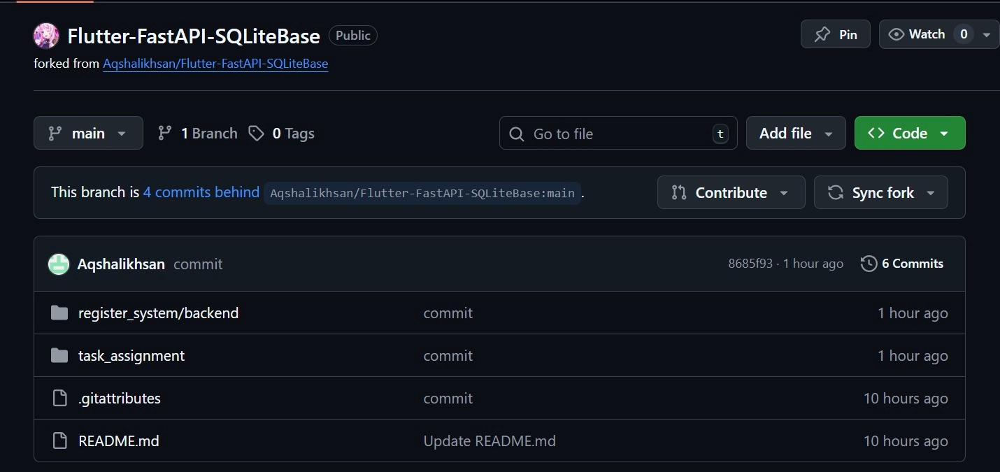 Flutter-FastAPI-SQLiteBase Public Pin Watch 0
forked from Aqshalikhsan/Flutter-FastAPI-SQLiteBase
main 1 Branch 0 Tags Go to file t Add file <> Code
This branch is 4 commits behind Aqshalikhsan/Flutter-FastAPI-SQLiteBase:main . Contribute Sync fork
Aqshalikhsan commit 8685f93 · 1 hour ago 6 Commits
register_system/backend commit 1 hour ago
task_assignment commit 1 hour ago
.gitattributes commit 10 hours ago
README.md Update README.md 10 hours ago